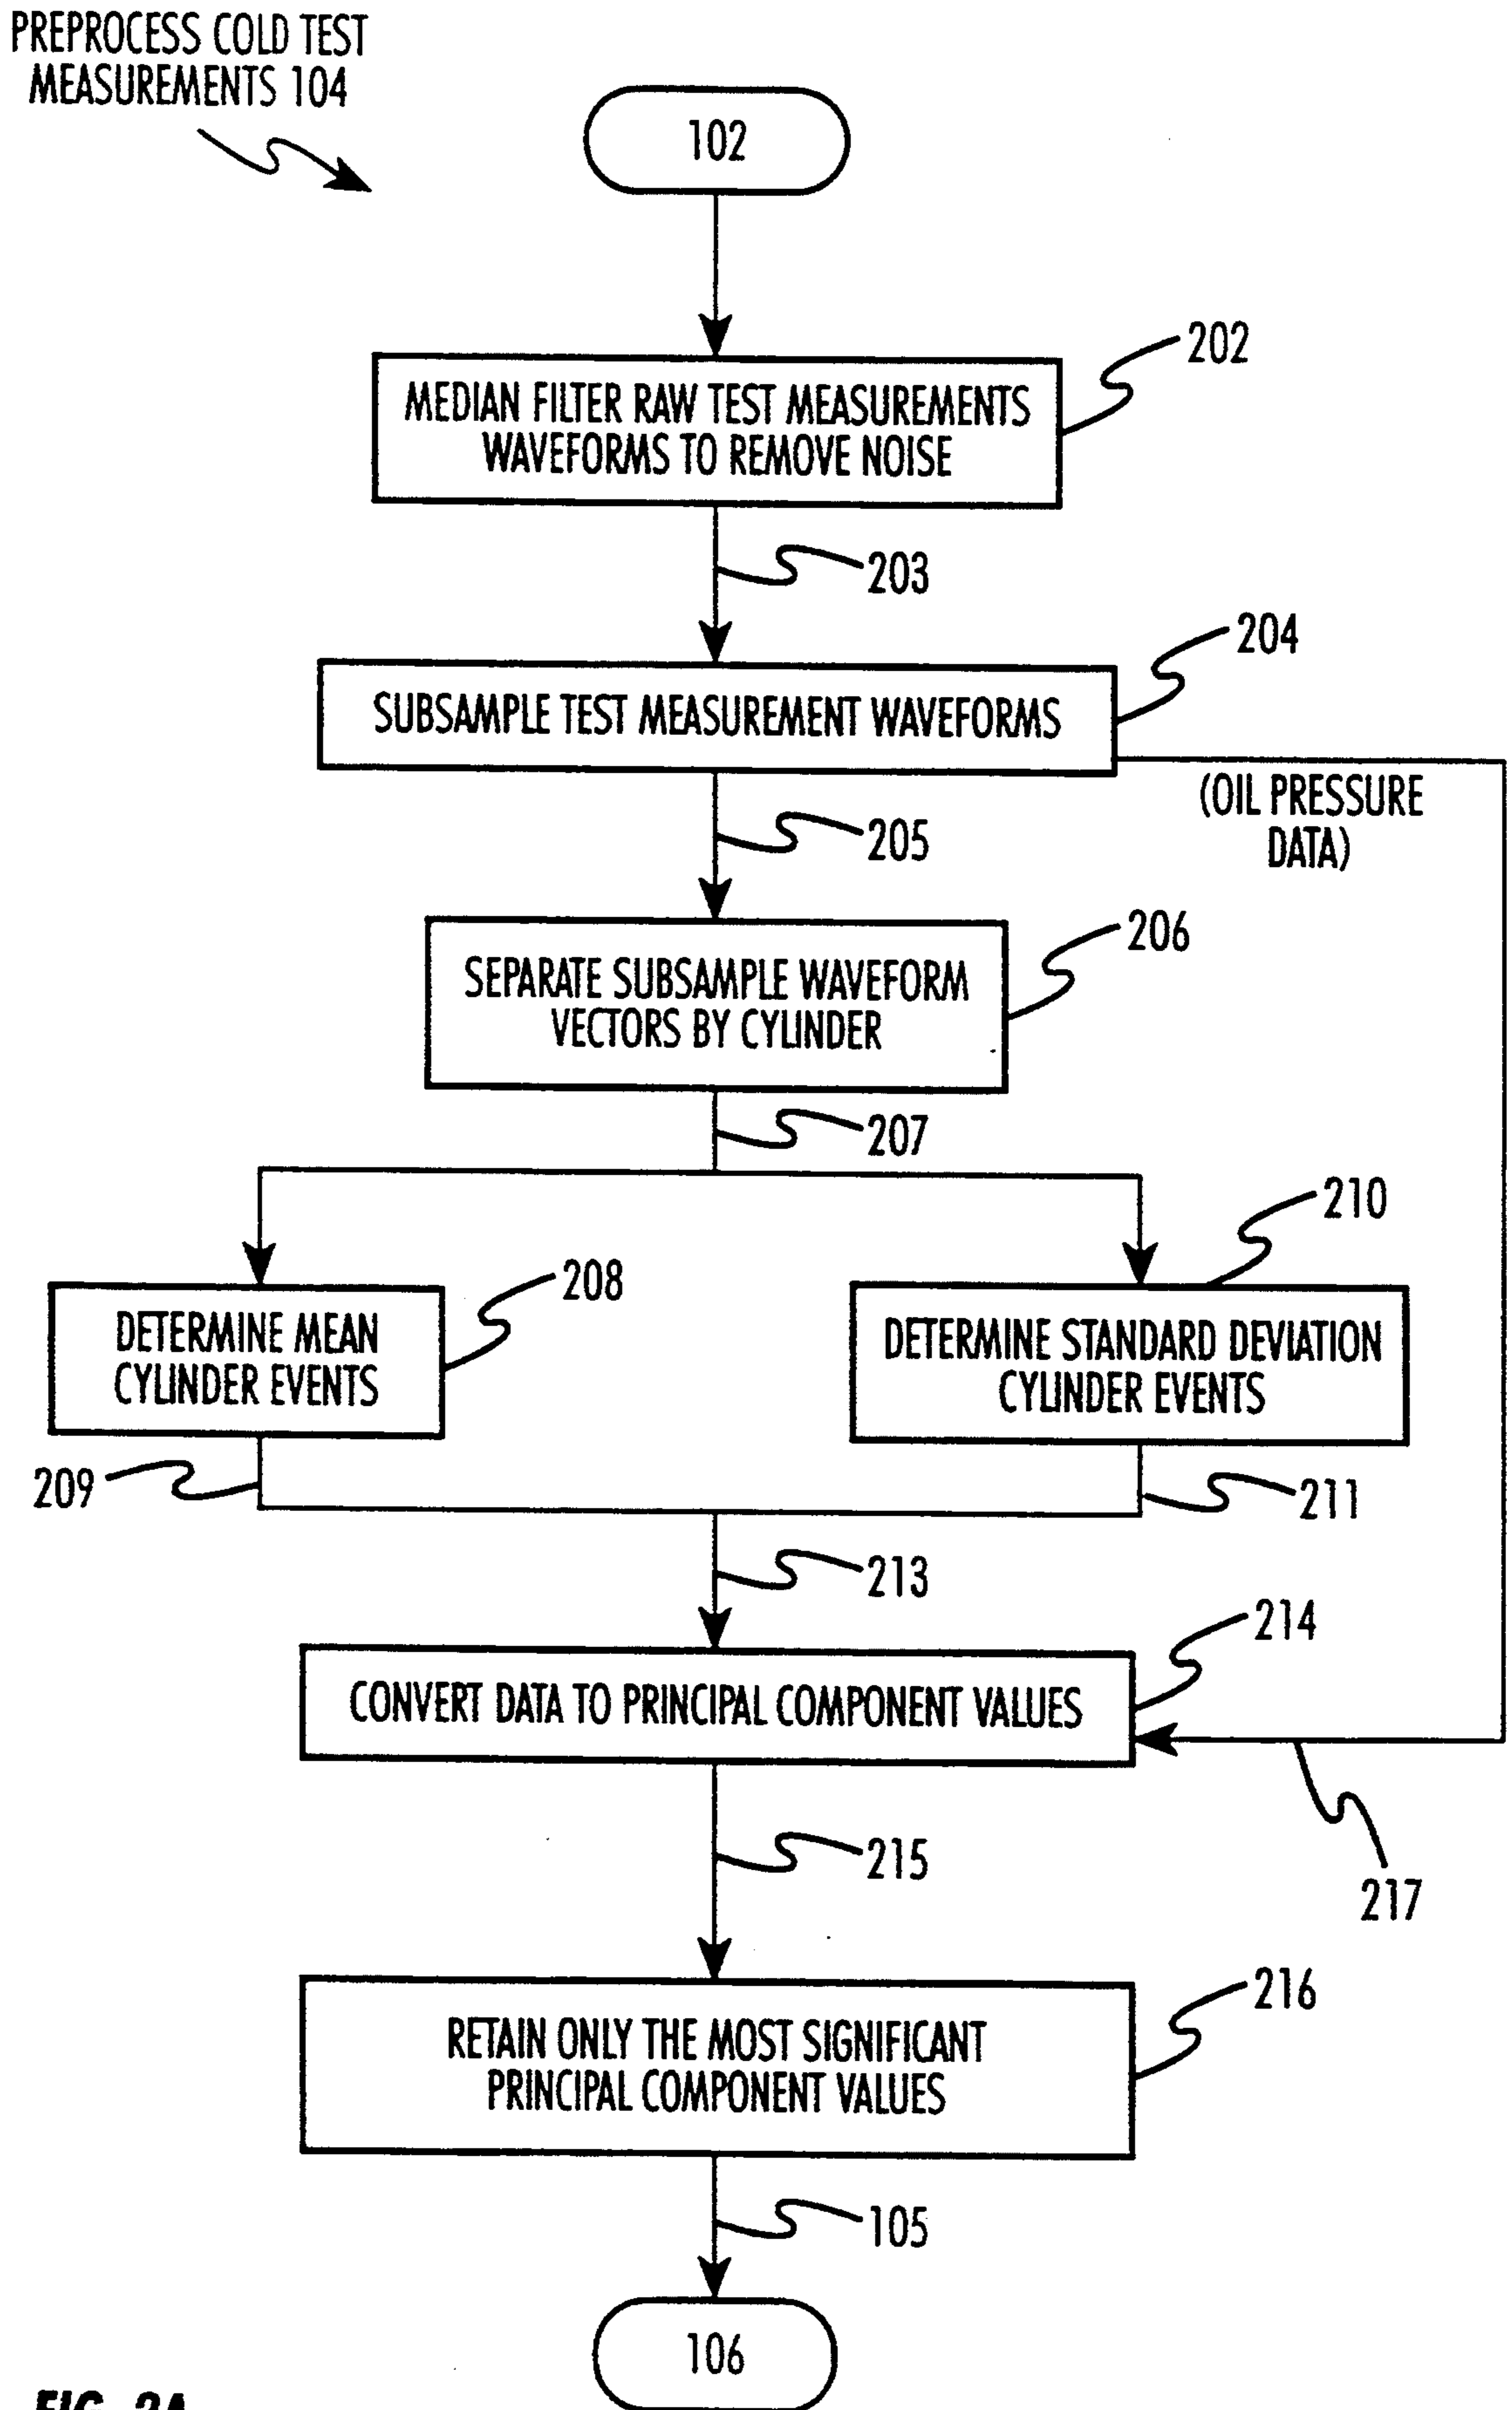 PREPROCESS COLD TEST
MEASUREMENTS 104
102
202
MEDIAN FILTER RAW TEST MEASUREMENTS
WAVEFORMS TO REMOVE NOISE
203
204
SUBSAMPLE TEST MEASUREMENT WAVEFORMS
(OIL PRESSURE
DATA)
205
206
SEPARATE SUBSAMPLE WAVEFORM
VECTORS BY CYLINDER
207
210
208
DETERMINE MEAN
CYLINDER EVENTS
DETERMINE STANDARD DEVIATION
CYLINDER EVENTS
209
211
213
214
CONVERT DATA TO PRINCIPAL COMPONENT VALUES
215
217
216
RETAIN ONLY THE MOST SIGNIFICANT
PRINCIPAL COMPONENT VALUES
105
106